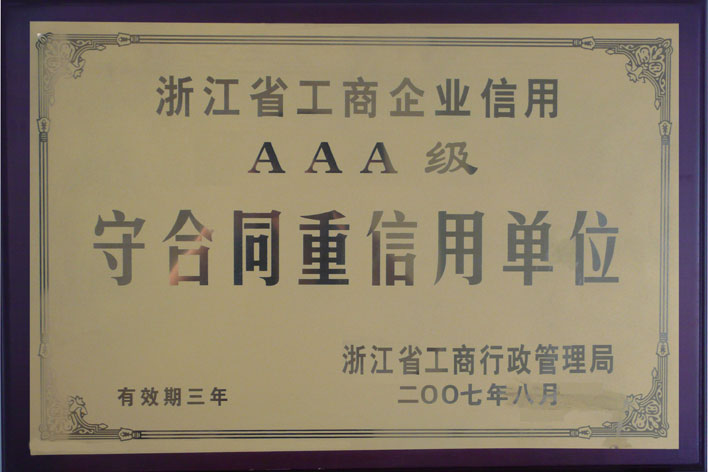 浙江省工商企业信用
AAA级
守合同重信用单位
浙江省工商行政管理局
有效期三年
二〇〇七年八月